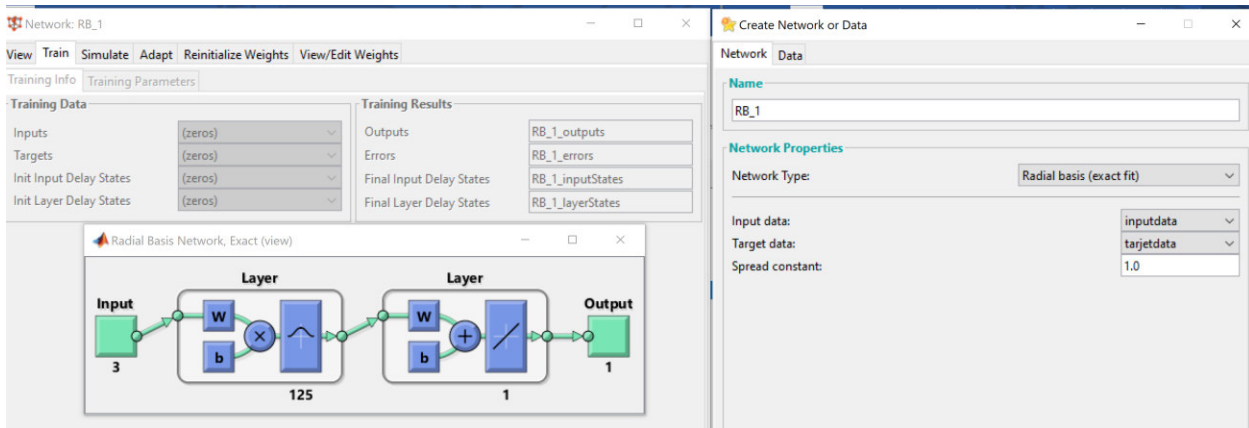 Network: RB_1
View Train Simulate Adapt Reinitialize Weights View/Edit Weights
Training Info Training Parameters
Training Data
Inputs (zeros)
Targets (zeros)
Init Input Delay States (zeros)
Init Layer Delay States (zeros)
Training Results
Outputs RB_1_outputs
Errors RB_1_errors
Final Input Delay States RB_1_inputStates
Final Layer Delay States RB_1_layerStates
Radial Basis Network, Exact (view)
Layer Layer
Input Output
W W
b b
3 125 1 1
Create Network or Data
Network Data
Name
RB_1
Network Properties
Network Type: Radial basis (exact fit)
Input data: inputdata
Target data: tarjetdata
Spread constant: 1.0